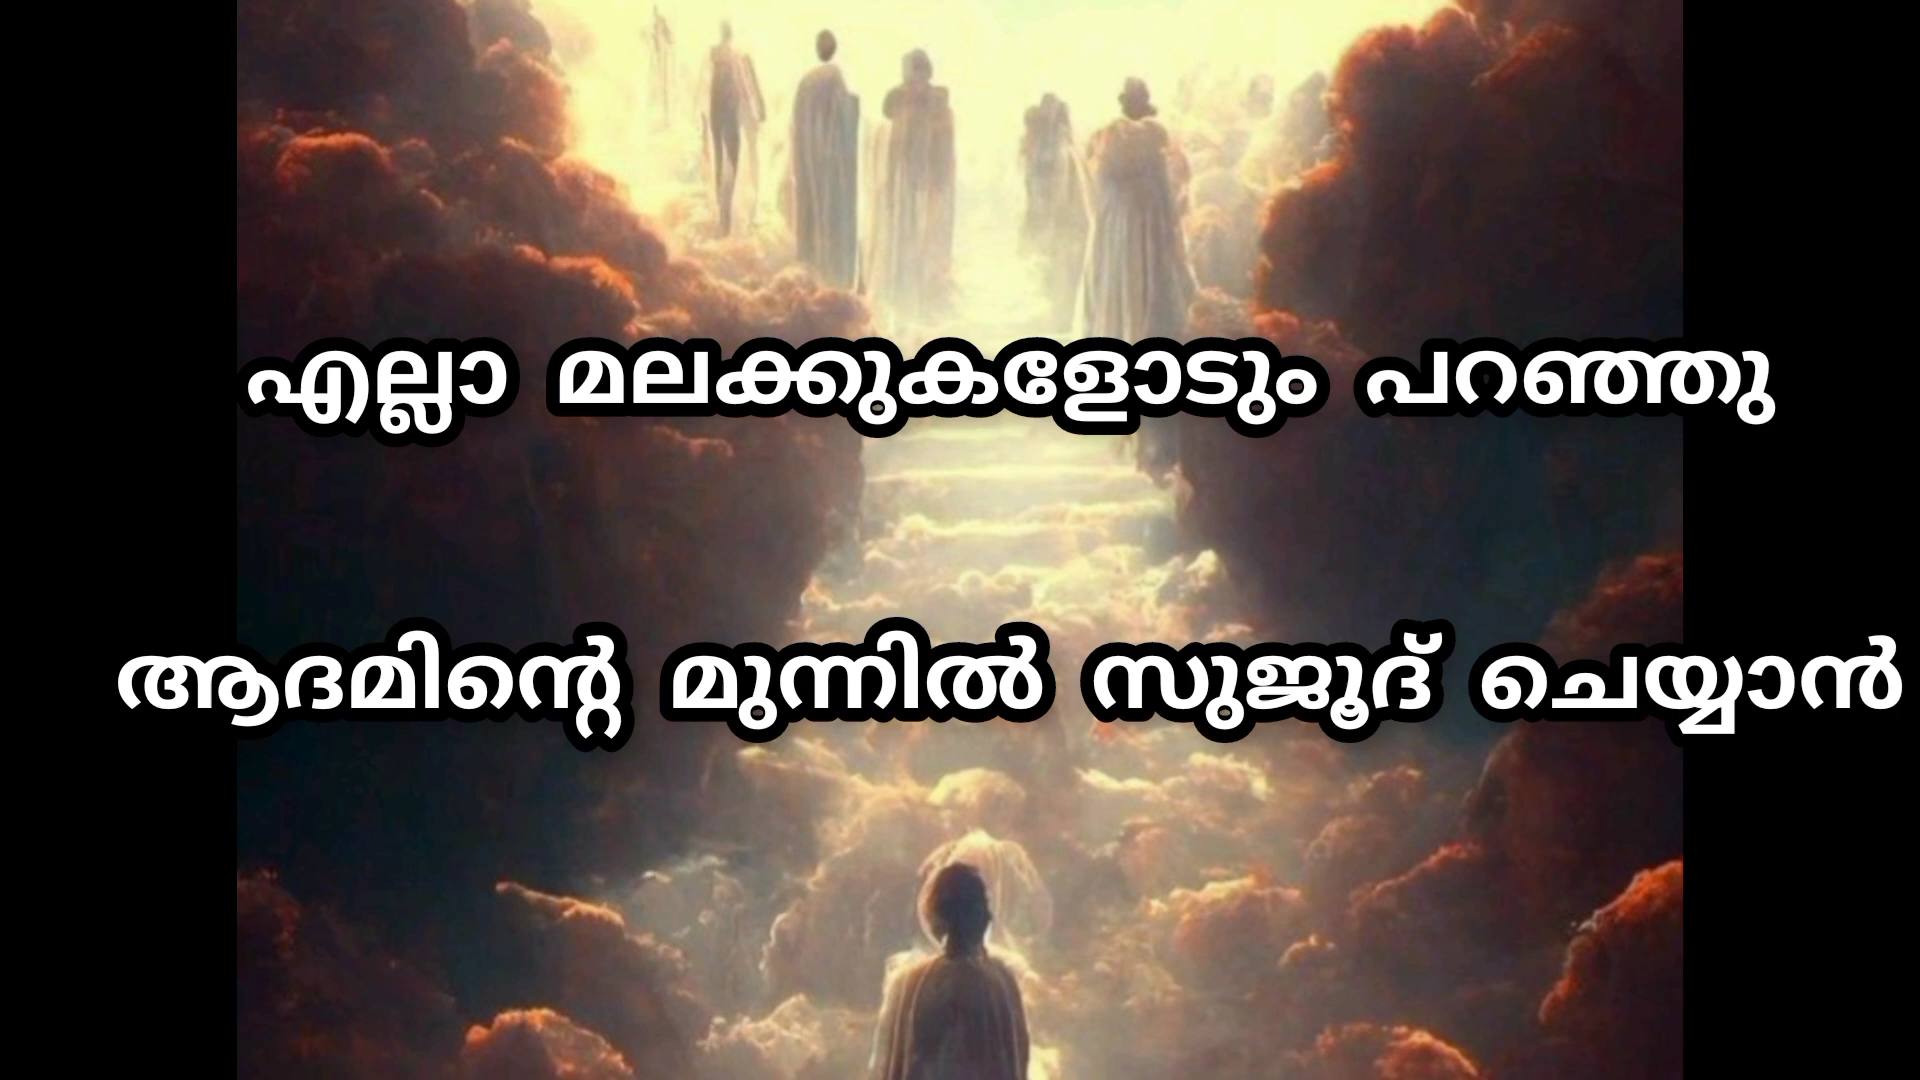 എല്ലാ മലക്കുകളോടും പറഞ്ഞു
ആദമിന്റെ മുന്നിൽ സുജൂദ് ചെയ്യാൻ